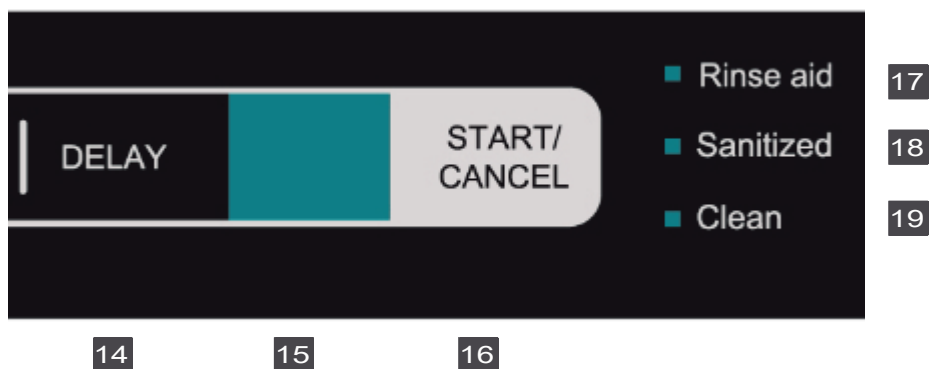 Rinse aid 17
DELAY START/
CANCEL
Sanitized 18
Clean 19
14 15 16